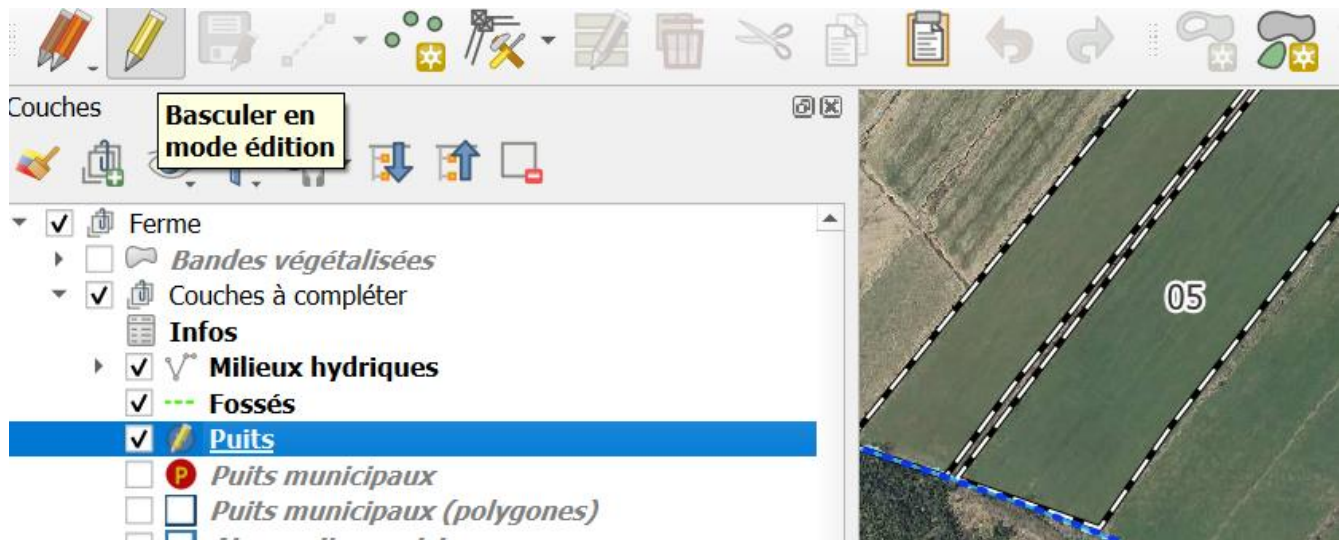 Couches
Basculer en
mode édition
Ferme
Bandes végétalisées
Couches à compléter
Infos
Milieux hydriques
Fossés
Puits
P
Puits municipaux
Puits municipaux (polygones)
05